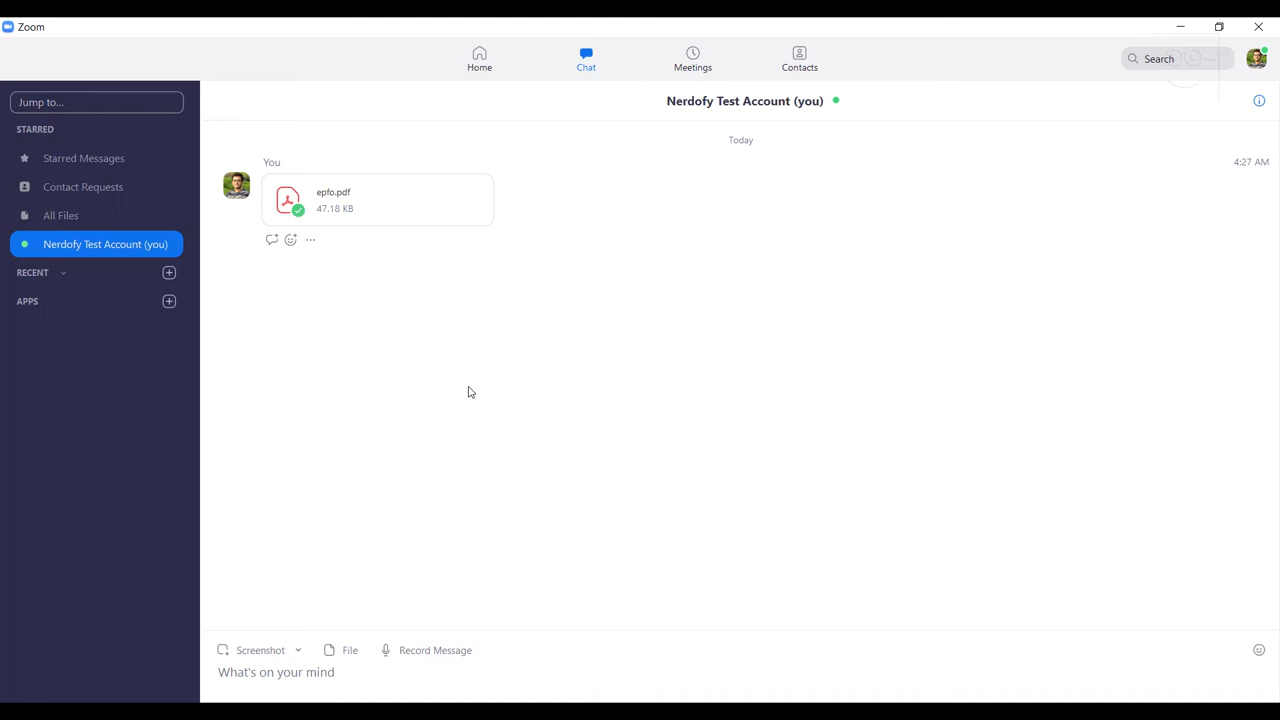 Zoom
Home
Chat
Meetings
Contacts
Search
Jump to...
STARRED
Starred Messages
Contact Requests
All Files
Nerdofy Test Account (you)
RECENT
APPS
Nerdofy Test Account (you)
Today
You
4:27 AM
epfo.pdf
47.18 KB
Screenshot
File
Record Message
What's on your mind